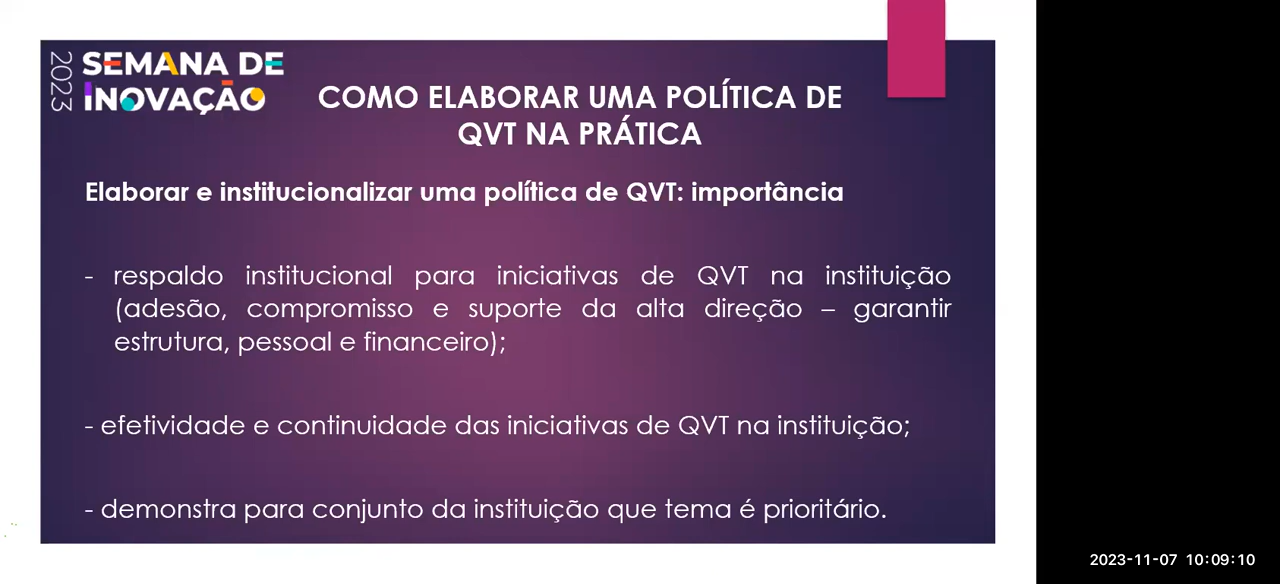 2023
SEMANA DE
INOVAÇÃO
COMO ELABORAR UMA POLÍTICA DE
QVT NA PRÁTICA
Elaborar e institucionalizar uma política de QVT: importância
- respaldo institucional para iniciativas de QVT na instituição
(adesão, compromisso e suporte da alta direção – garantir
estrutura, pessoal e financeiro);
- efetividade e continuidade das iniciativas de QVT na instituição;
- demonstra para conjunto da instituição que tema é prioritário.
2023-11-07 10:09:10